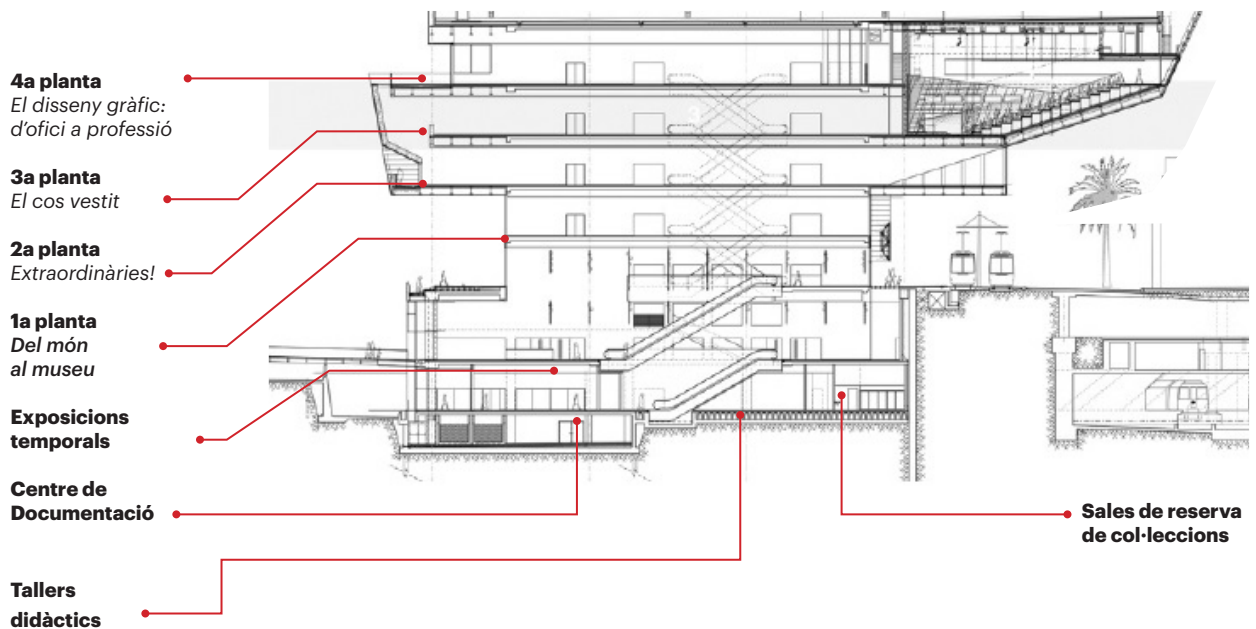 4a planta
El disseny gràfic:
d’ofici a professió
3a planta
El cos vestit
2a planta
Extraordinàries!
1a planta
Del món
al museu
Exposicions
temporals
Centre de
Documentació
Tallers
didàctics
Sales de reserva
de col·leccions
3